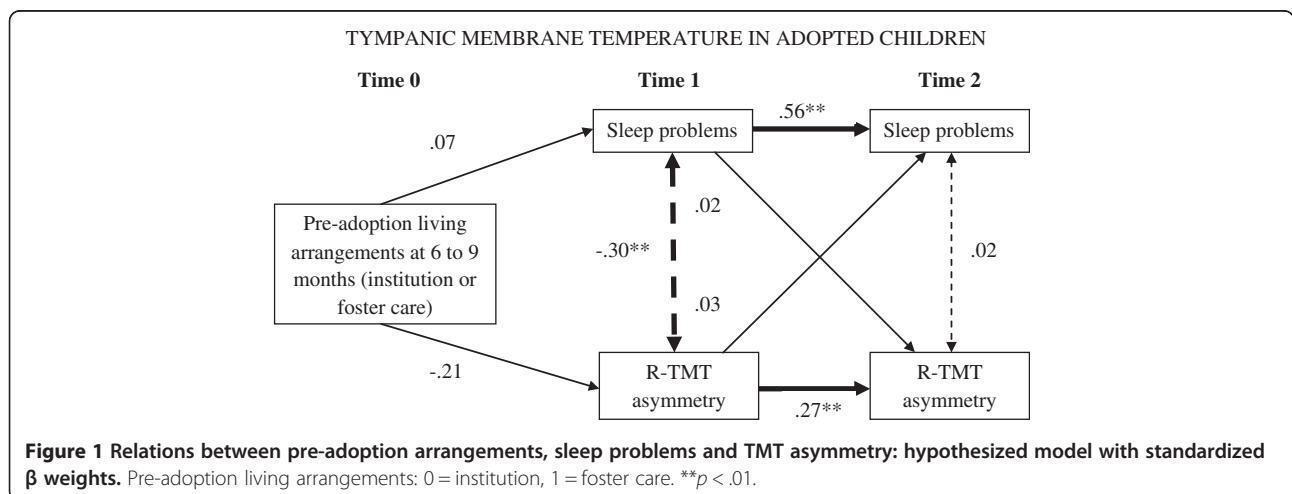 TYMPANIC MEMBRANE TEMPERATURE IN ADOPTED CHILDREN
Time 0
Time 1
Time 2
Sleep problems
.56**
Sleep problems
.07
Pre-adoption living
arrangements at 6 to 9
months (institution or
foster care)
.02
-.30**
.03
.02
-.21
R-TMT
asymmetry
.27**
R-TMT
asymmetry
Figure 1 Relations between pre-adoption arrangements, sleep problems and TMT asymmetry: hypothesized model with standardized
β weights. Pre-adoption living arrangements: 0 = institution, 1 = foster care. **p < .01.